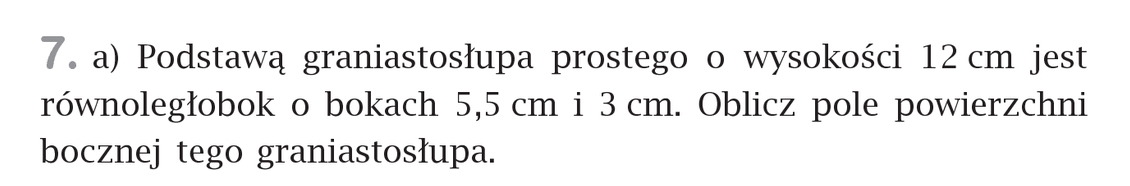 7. a) Podstawą graniastosłupa prostego o wysokości 12 cm jest
równoległobok o bokach 5,5 cm i 3 cm. Oblicz pole powierzchni
bocznej tego graniastosłupa.